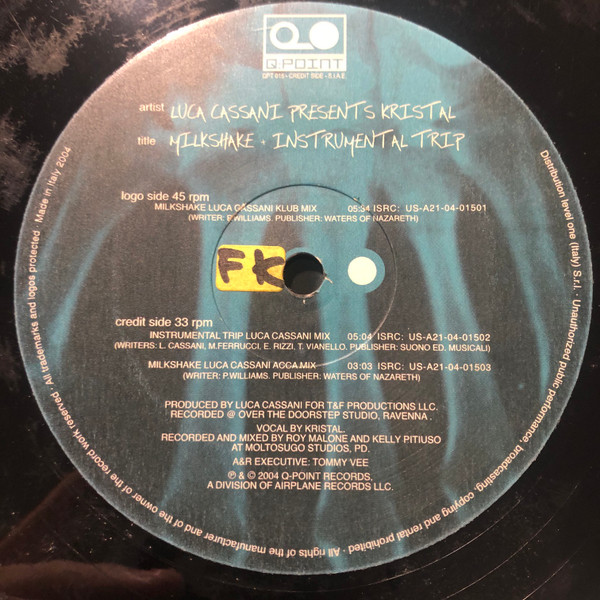 Q POINT
QPT 015 • CREDIT SIDE - S.I.A.E
artist LUCA CASSANI PRESENTS KRISTAL
title MILKSHAKE + INSTRUMENTAL TRIP
logo side 45 rpm
MILKSHAKE LUCA CASSANI KLUB MIX 05:54 ISRC: US-A21-04-01501
(WRITER: P.WILLIAMS. PUBLISHER: WATERS OF NAZARETH)
FK
credit side 33 rpm
INSTRUMENTAL TRIP LUCA CASSANI MIX 05:04 ISRC: US-A21-04-01502
(WRITERS: L. CASSANI, M.FERRUCCI, E. RIZZI, T. VIANELLO. PUBLISHER: SUONO ED. MUSICALI)
MILKSHAKE LUCA CASSANI ACCA MIX 03:03 ISRC: US-A21-04-01503
(WRITER: P.WILLIAMS. PUBLISHER: WATERS OF NAZARETH)
PRODUCED BY LUCA CASSANI FOR T&F PRODUCTIONS LLC.
RECORDED @ OVER THE DOORSTEP STUDIO, RAVENNA.
VOCAL BY KRISTAL.
RECORDED AND MIXED BY ROY MALONE AND KELLY PITIUSO
AT MOLTOSUGO STUDIOS, PD.
A&R EXECUTIVE: TOMMY VEE
℗ & © 2004 Q-POINT RECORDS,
A DIVISION OF AIRPLANE RECORDS LLC.
Distribution level one (Italy) S.r.l. · Unauthorized public performance, broadcasting, copying and rental prohibited · All rights of the manufacturer and of the owner of the record work reserved · All trademarks and logos protected · Made in Italy 2004